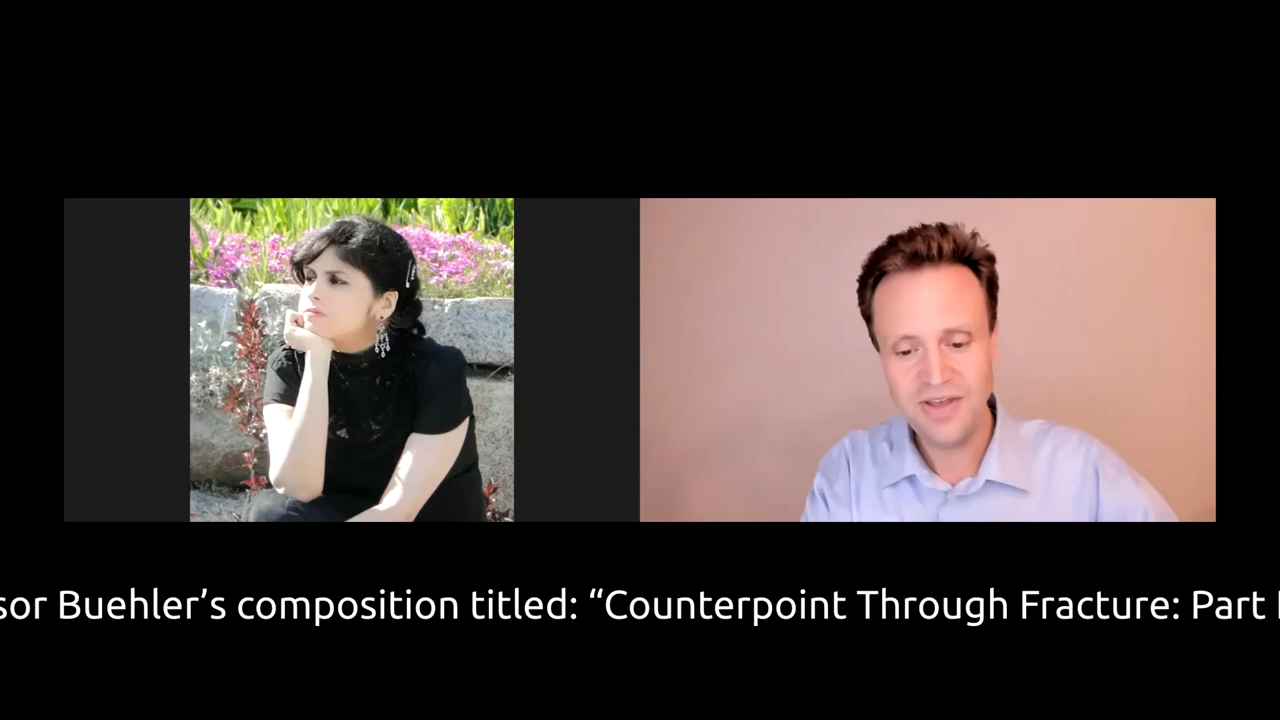 sor Buehler’s composition titled: “Counterpoint Through Fracture: Part